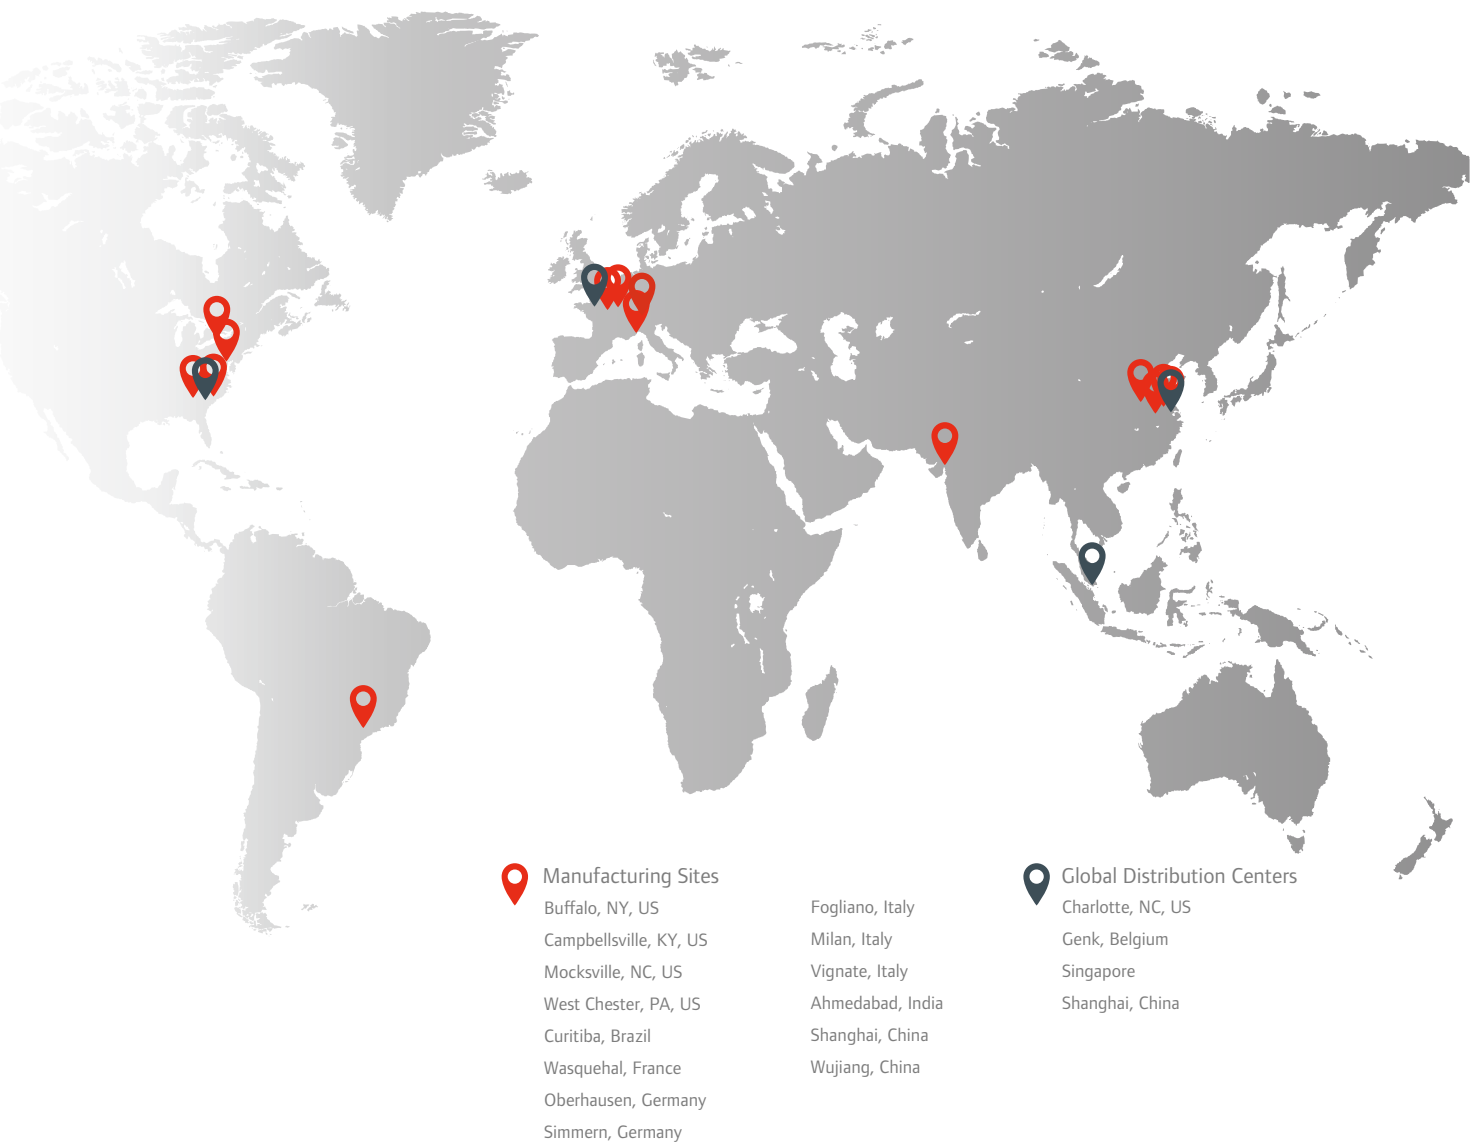 Manufacturing Sites
Buffalo, NY, US
Campbellsville, KY, US
Mocksville, NC, US
West Chester, PA, US
Curitiba, Brazil
Wasquehal, France
Oberhausen, Germany
Simmern, Germany
Fogliano, Italy
Milan, Italy
Vignate, Italy
Ahmedabad, India
Shanghai, China
Wujiang, China
Global Distribution Centers
Charlotte, NC, US
Genk, Belgium
Singapore
Shanghai, China